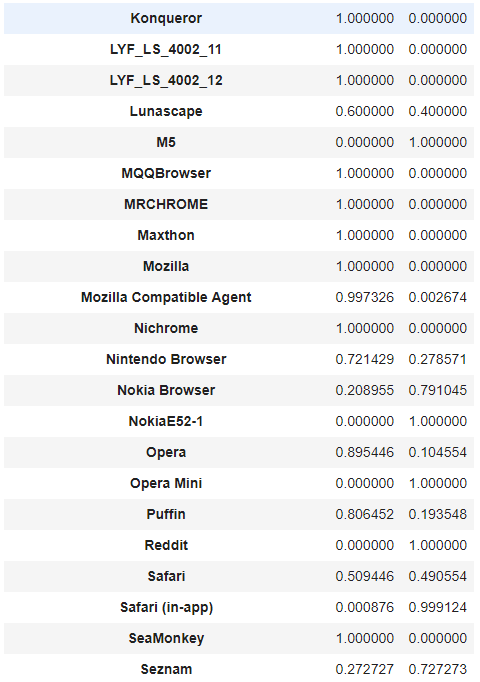 Konqueror 1.000000 0.000000
LYF_LS_4002_11 1.000000 0.000000
LYF_LS_4002_12 1.000000 0.000000
Lunascape 0.600000 0.400000
M5 0.000000 1.000000
MQQBrowser 1.000000 0.000000
MRCHROME 1.000000 0.000000
Maxthon 1.000000 0.000000
Mozilla 1.000000 0.000000
Mozilla Compatible Agent 0.997326 0.002674
Nichrome 1.000000 0.000000
Nintendo Browser 0.721429 0.278571
Nokia Browser 0.208955 0.791045
NokiaE52-1 0.000000 1.000000
Opera 0.895446 0.104554
Opera Mini 0.000000 1.000000
Puffin 0.806452 0.193548
Reddit 0.000000 1.000000
Safari 0.509446 0.490554
Safari (in-app) 0.000876 0.999124
SeaMonkey 1.000000 0.000000
Seznam 0.272727 0.727273